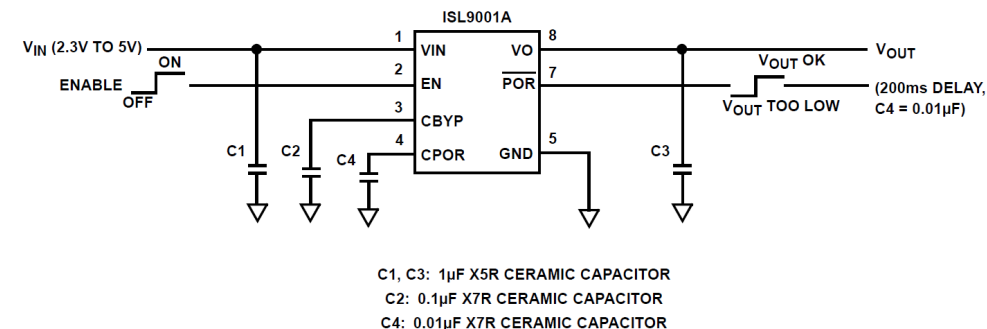 ISL9001A
VIN (2.3V TO 5V)
1
VIN
VO
8
VOUT
ON
ENABLE
OFF
2
EN
POR
7
VOUT OK
VOUT TOO LOW
(200ms DELAY,
C4 = 0.01µF)
3
CBYP
4
CPOR
GND
5
C1
C2
C4
C3
C1, C3: 1µF X5R CERAMIC CAPACITOR
C2: 0.1µF X7R CERAMIC CAPACITOR
C4: 0.01µF X7R CERAMIC CAPACITOR